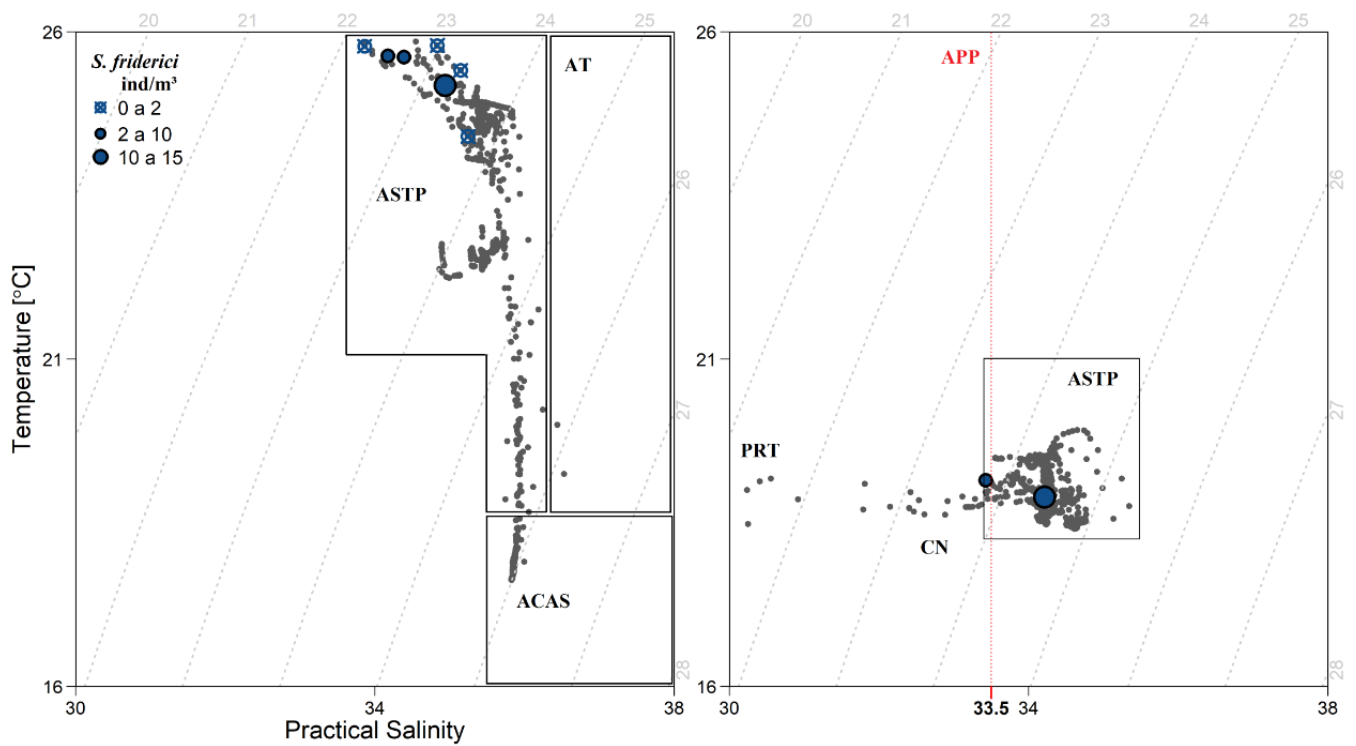 20 21 22 23 24 25
26
S. friderici
ind/m³
0 a 2
2 a 10
10 a 15
AT
ASTP
26
21
27
ACAS
28
16
30 34 38
Temperature [°C]
Practical Salinity
20 21 22 23 24 25
26
APP
26
21
ASTP
27
PRT
CN
28
16
30 33.5 34 38
Temperature [°C]